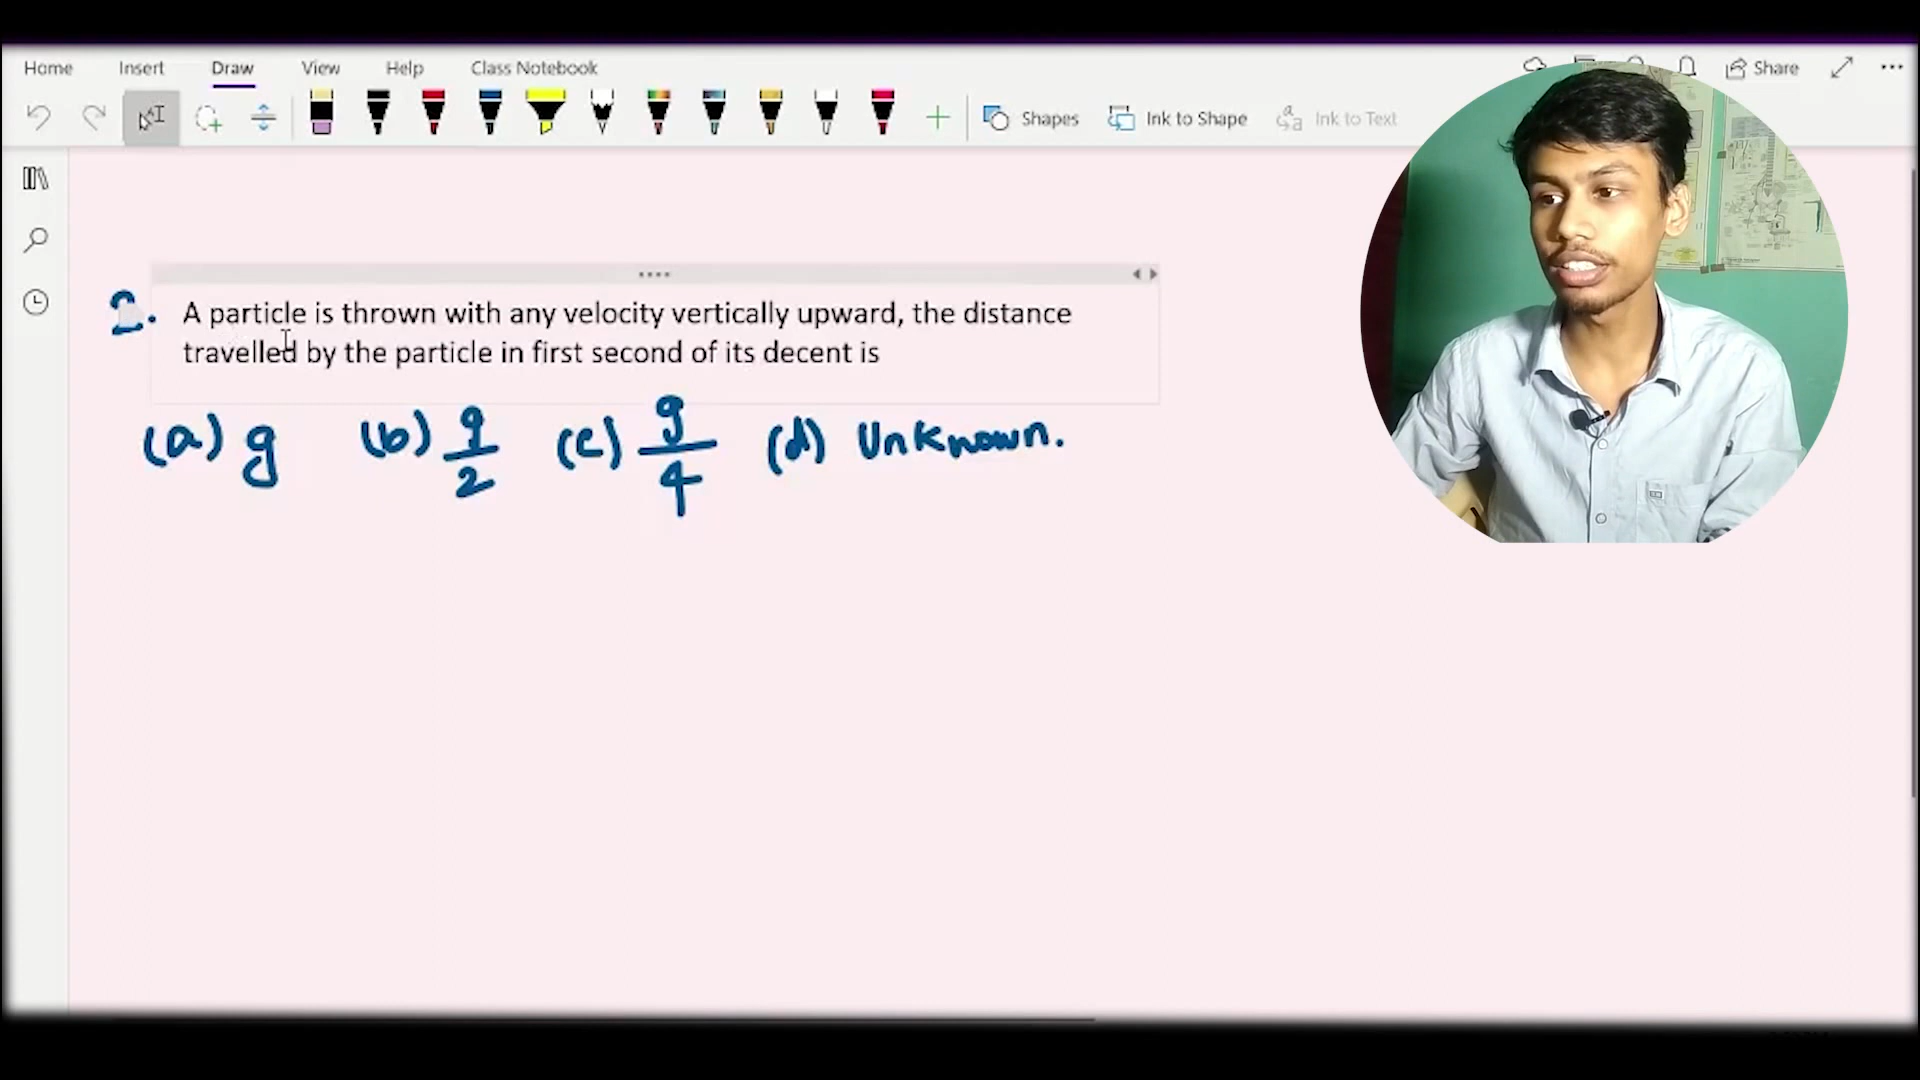 Home Insert Draw View Help Class Notebook Share
Shapes Ink to Shape Ink to Text
2. A particle is thrown with any velocity vertically upward, the distance
travelled by the particle in first second of its decent is
(a) g (b) g/2 (c) g/4 (d) Unknown.